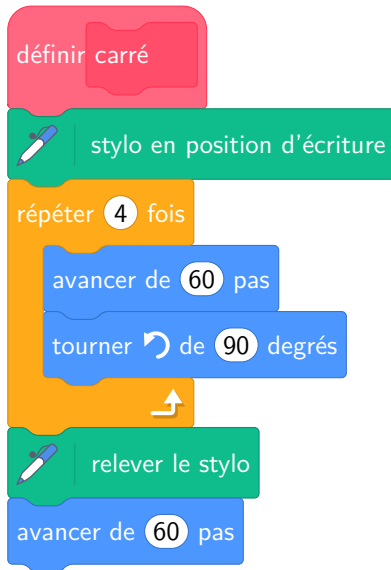 définir carré
stylo en position d'écriture
répéter 4 fois
avancer de 60 pas
tourner de 90 degrés
relever le stylo
avancer de 60 pas